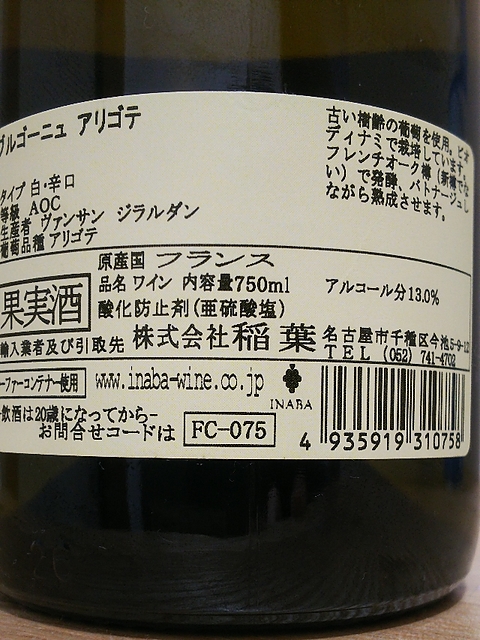 ブルゴーニュ アリゴテ
古い樹齢の葡萄を使用。ビオ
ディナミで栽培しています。
フレンチオーク樽（新樽でな
い）で発酵、バトナージュし
ながら熟成させます。
タイプ 白・辛口
等級 AOC
生産者 ヴァンサン ジラルダン
葡萄品種 アリゴテ
原産国 フランス
品名 ワイン 内容量750ml
アルコール分13.0%
果実酒
酸化防止剤(亜硫酸塩)
輸入業者及び引取先 株式会社 稲葉
名古屋市千種区今池5-9-12
TEL (052) 741-4702
ーファーコンテナー使用
www.inaba-wine.co.jp
INABA
飲酒は20歳になってから-
お問合せコードは FC-075
4 935919 310758